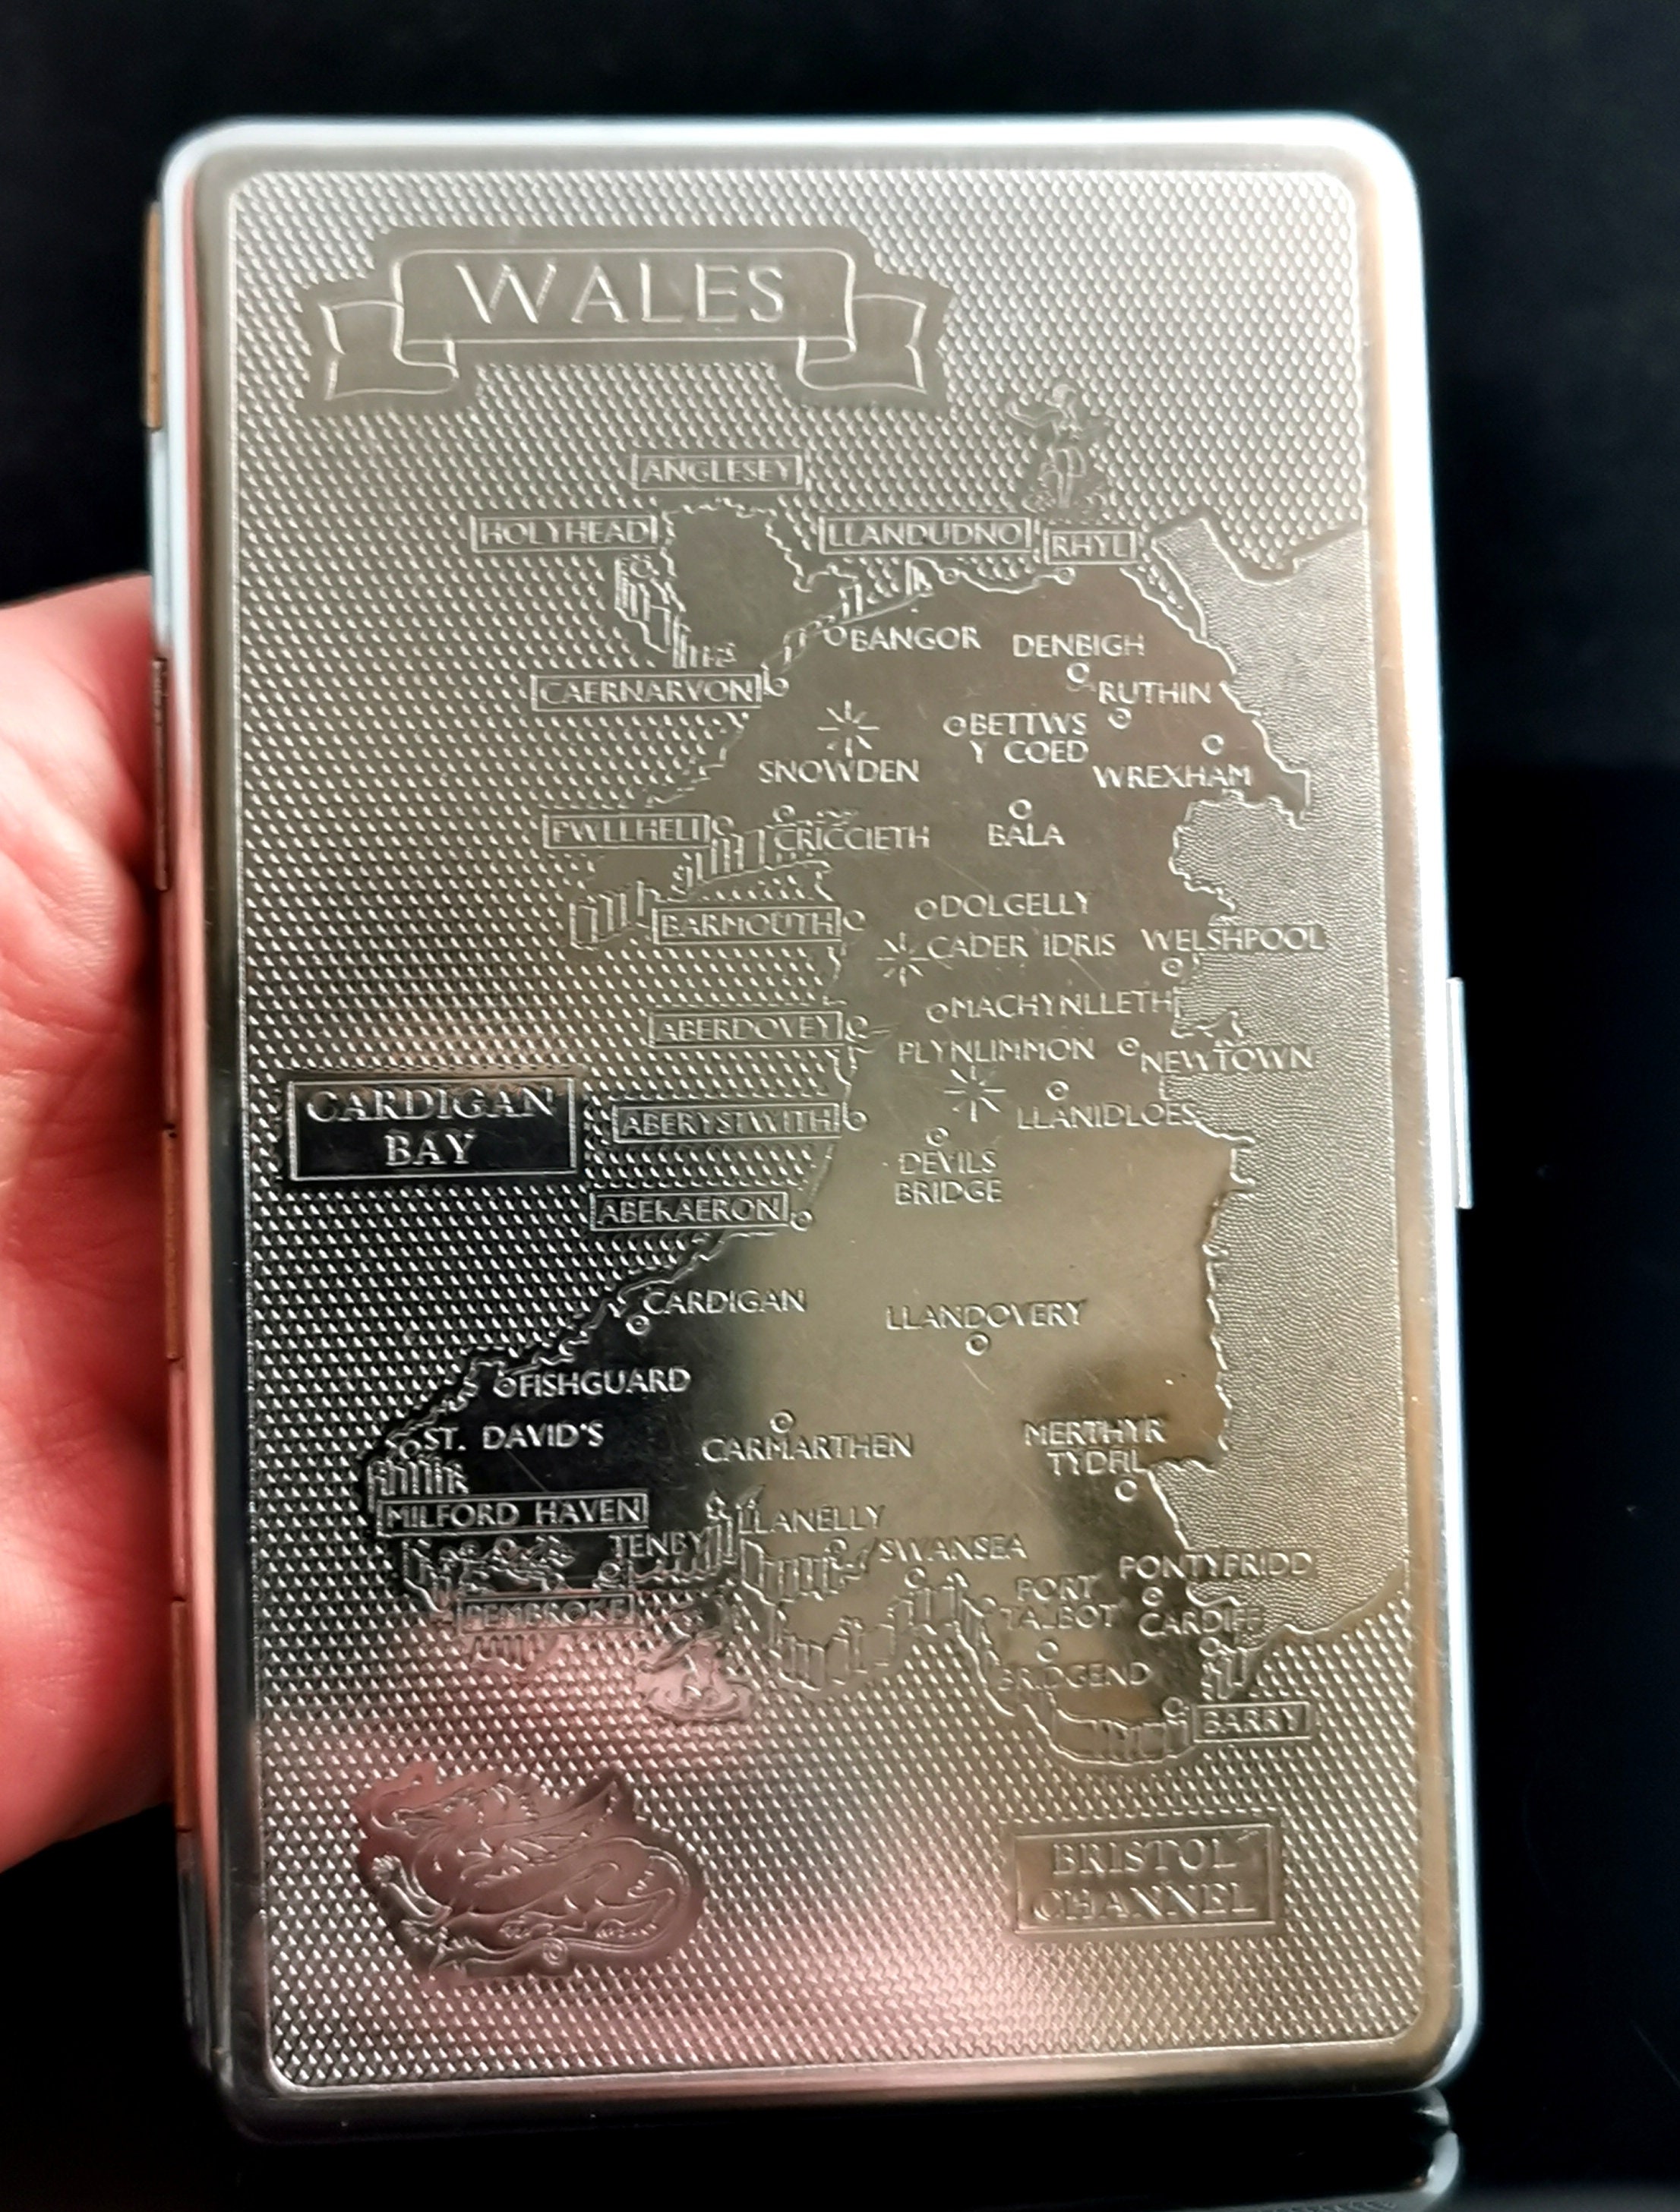 WALES
ANGLESEY
HOLYHEAD
LLANDUDNO
RHYL
BANGOR
DENBIGH
CAERNARVON
RUTHIN
BETTWS
Y COED
SNOWDEN
WREXHAM
PWLLHELI
CRICCIETH
BALA
DOLGELLY
BARMOUTH
CADER IDRIS
WELSHPOOL
MACHYNLLETH
ABERDOVEY
PLYNLIMMON
NEWTOWN
CARDIGAN
BAY
ABERYSTWITH
LLANIDLOES
DEVILS
BRIDGE
ABERAERON
CARDIGAN
LLANDOVERY
FISHGUARD
ST. DAVID'S
CARMARTHEN
MERTHYR
TYDFIL
MILFORD HAVEN
LLANELLY
TENBY
SWANSEA
PONTYPRIDD
PORT
TALBOT
PEMBROKE
CARDIFF
BRIDGEND
BARRY
BRISTOL
CHANNEL